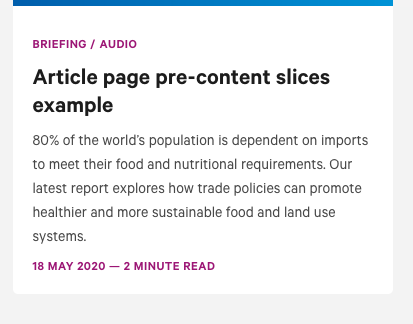 BRIEFING / AUDIO
Article page pre-content slices
example
80% of the world's population is dependent on imports
to meet their food and nutritional requirements. Our
latest report explores how trade policies can promote
healthier and more sustainable food and land use
systems.
18 MAY 2020 — 2 MINUTE READ